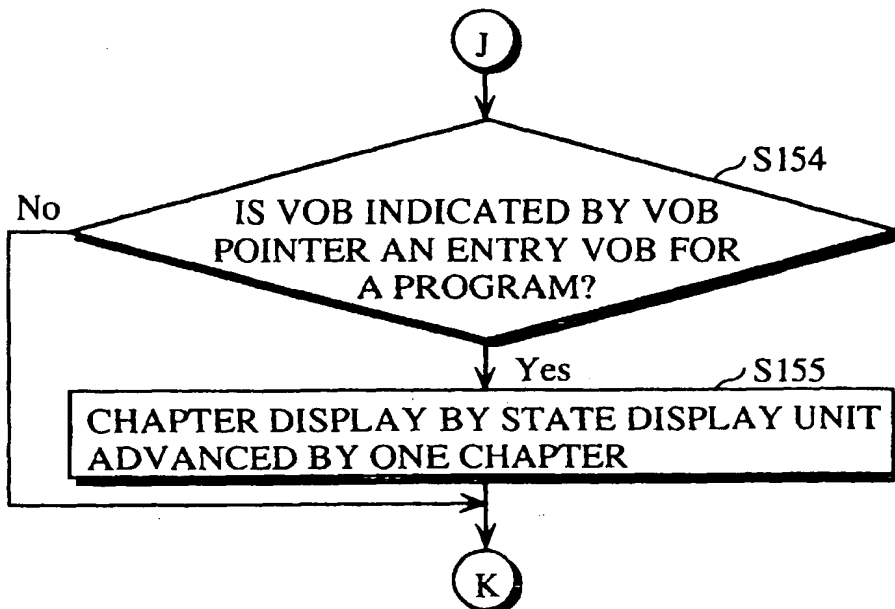 J
S154
No
IS VOB INDICATED BY VOB
POINTER AN ENTRY VOB FOR
A PROGRAM?
Yes
S155
CHAPTER DISPLAY BY STATE DISPLAY UNIT
ADVANCED BY ONE CHAPTER
K